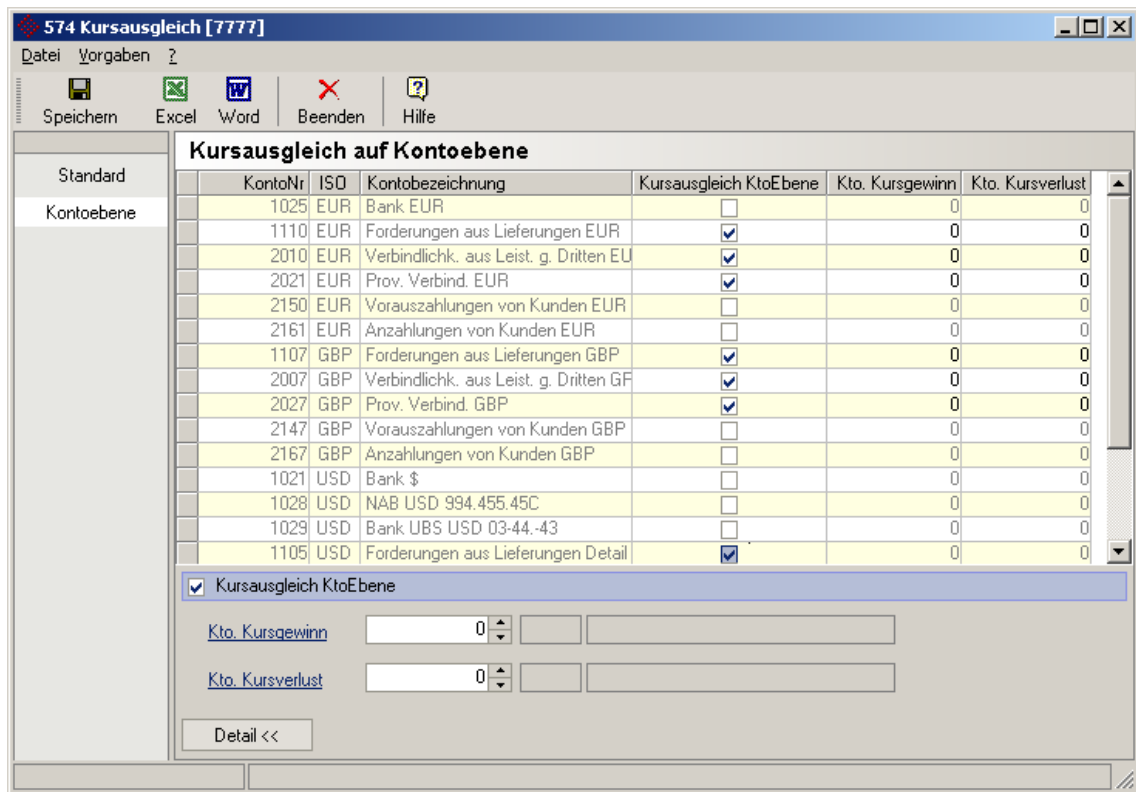 574 Kursausgleich [7777]
Datei Vorgaben ?
Speichern Excel Word Beenden Hilfe
Standard
Kontoebene
Kursausgleich auf Kontoebene
KontoNr ISO Kontobezeichnung Kursausgleich KtoEbene Kto. Kursgewinn Kto. Kursverlust
1025 EUR Bank EUR 0 0
1110 EUR Forderungen aus Lieferungen EUR 0 0
2010 EUR Verbindlichk. aus Leist. g. Dritten EU 0 0
2021 EUR Prov. Verbind. EUR 0 0
2150 EUR Vorauszahlungen von Kunden EUR 0 0
2161 EUR Anzahlungen von Kunden EUR 0 0
1107 GBP Forderungen aus Lieferungen GBP 0 0
2007 GBP Verbindlichk. aus Leist. g. Dritten GF 0 0
2027 GBP Prov. Verbind. GBP 0 0
2147 GBP Vorauszahlungen von Kunden GBP 0 0
2167 GBP Anzahlungen von Kunden GBP 0 0
1021 USD Bank $ 0 0
1028 USD NAB USD 994.455.45C 0 0
1029 USD Bank UBS USD 03-44.-43 0 0
1105 USD Forderungen aus Lieferungen Detail 0 0
Kursausgleich KtoEbene
Kto. Kursgewinn 0
Kto. Kursverlust 0
Detail <<